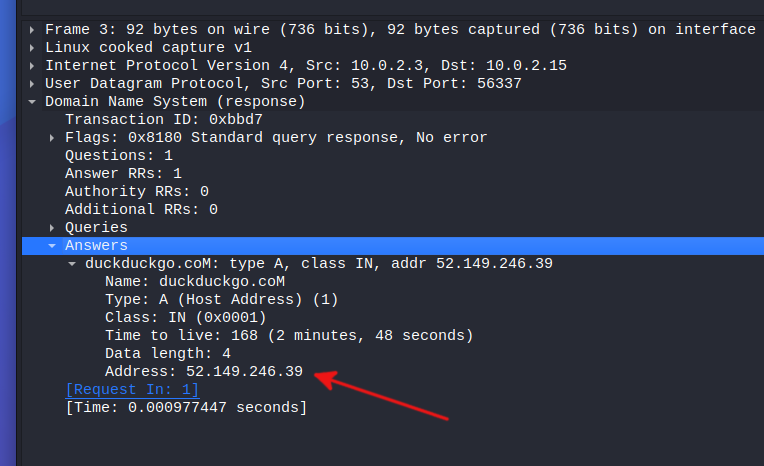 Frame 3: 92 bytes on wire (736 bits), 92 bytes captured (736 bits) on interface
Linux cooked capture v1
Internet Protocol Version 4, Src: 10.0.2.3, Dst: 10.0.2.15
User Datagram Protocol, Src Port: 53, Dst Port: 56337
Domain Name System (response)
Transaction ID: 0xbbd7
Flags: 0x8180 Standard query response, No error
Questions: 1
Answer RRs: 1
Authority RRs: 0
Additional RRs: 0
Queries
Answers
duckduckgo.coM: type A, class IN, addr 52.149.246.39
Name: duckduckgo.coM
Type: A (Host Address) (1)
Class: IN (0x0001)
Time to live: 168 (2 minutes, 48 seconds)
Data length: 4
Address: 52.149.246.39
[Request In: 1]
[Time: 0.000977447 seconds]